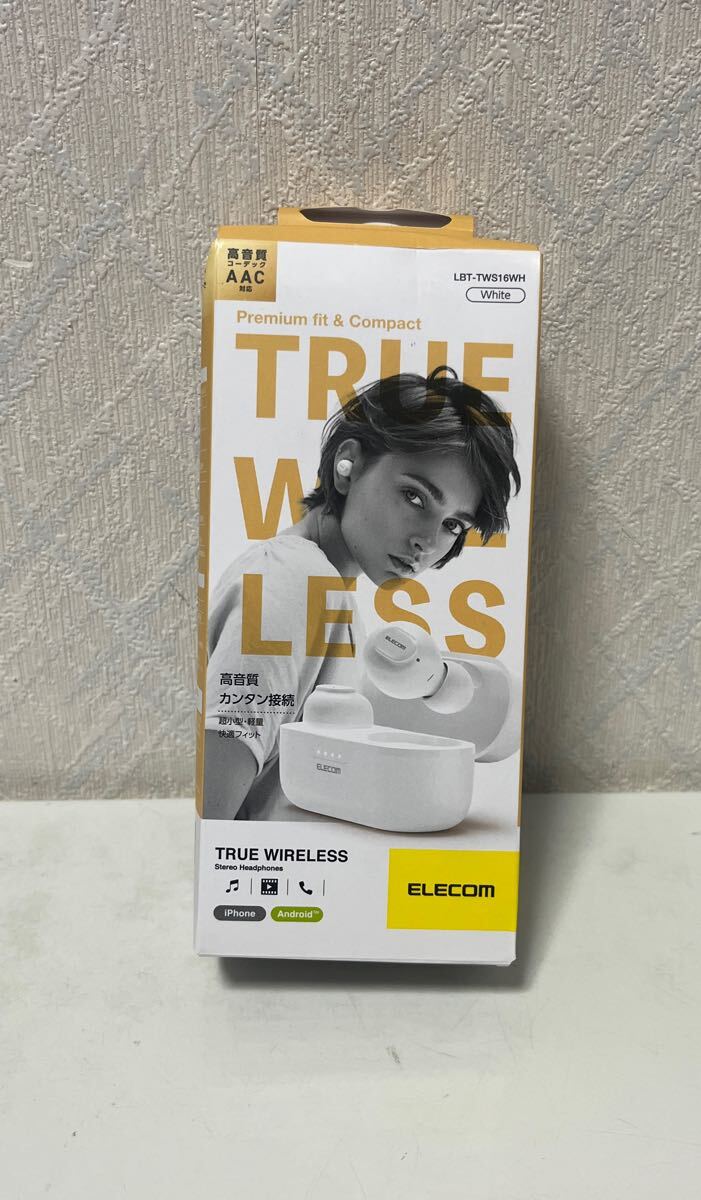 高音質
コーデック
AAC
対応
LBT-TWS16WH
White
Premium fit & Compact
TRUE
WIRE
LESS
ELECOM
高音質
カンタン接続
超小型・軽量
快適フィット
ELECOM
TRUE WIRELESS
Stereo Headphones
iPhone
Android™
ELECOM